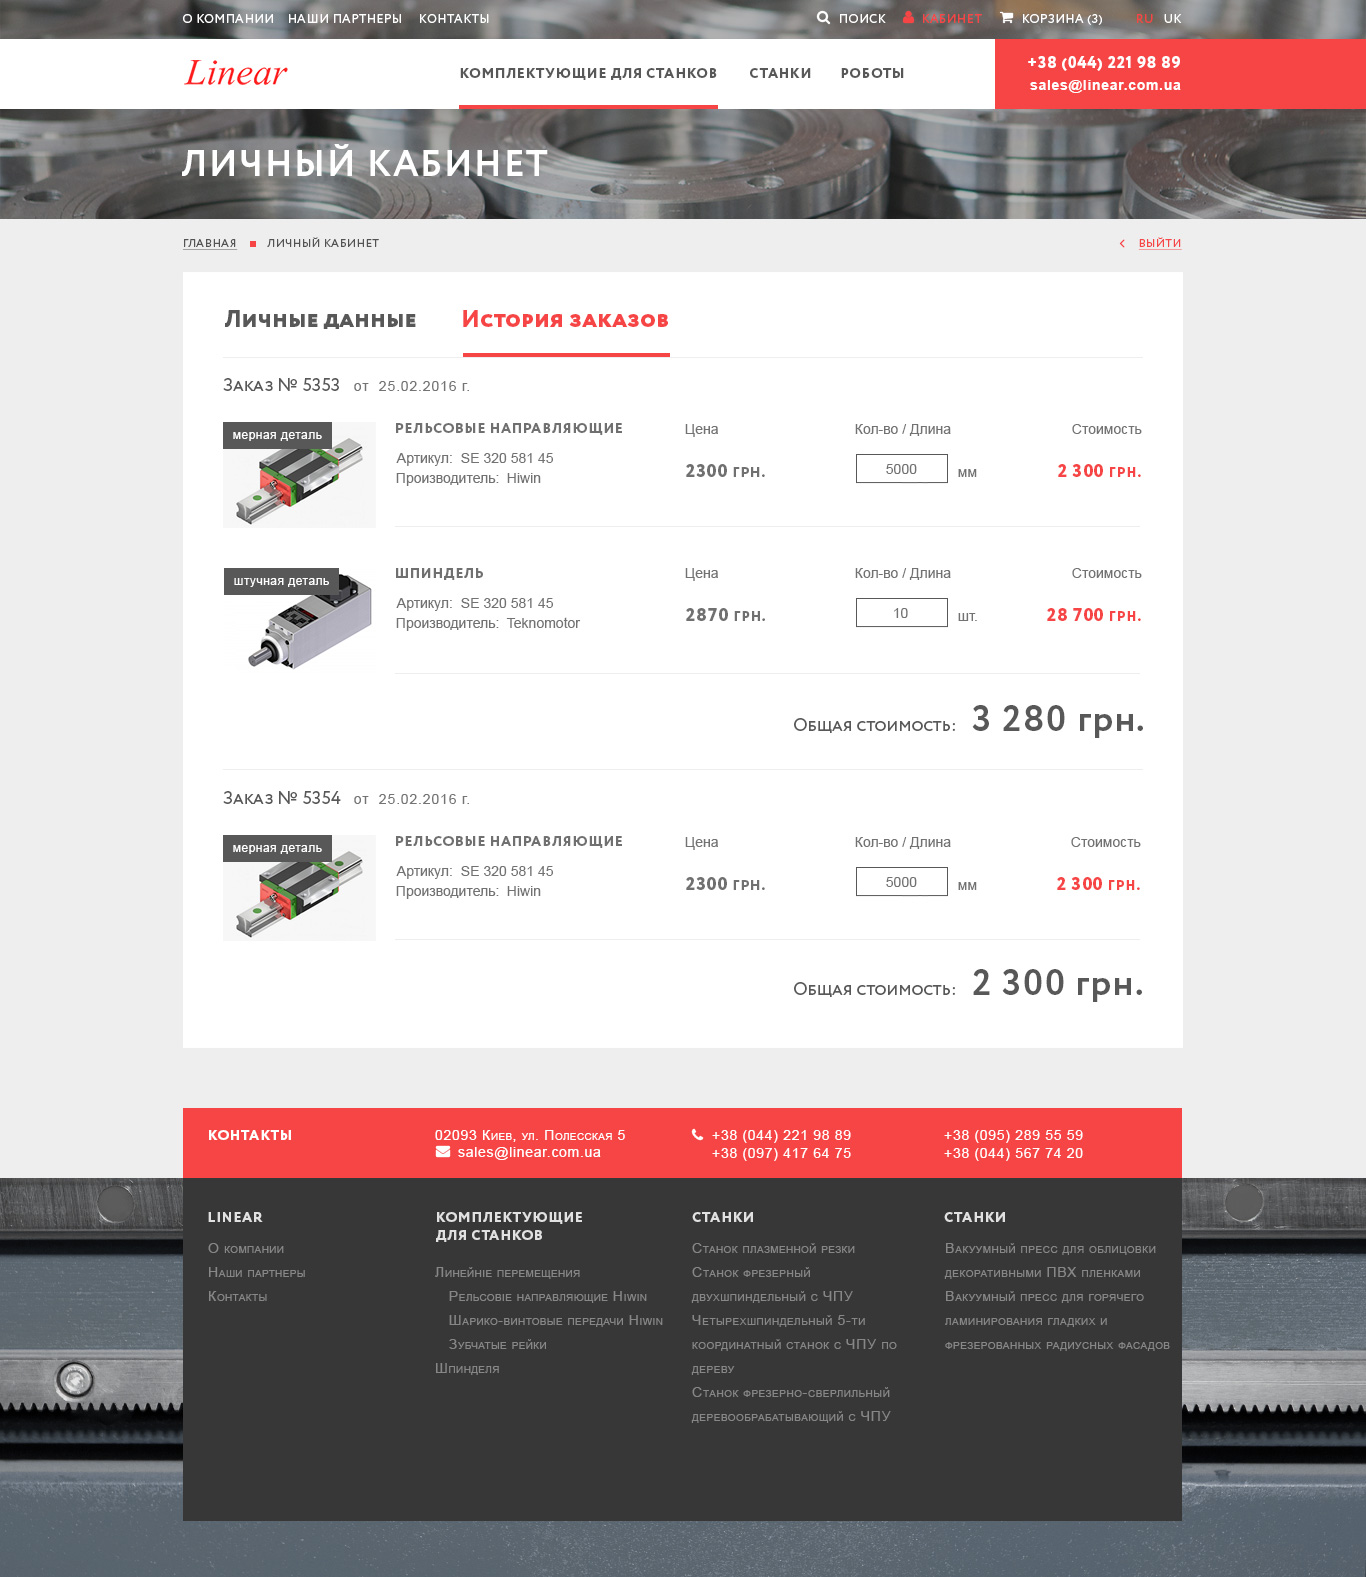 О КОМПАНИИ НАШИ ПАРТНЕРЫ КОНТАКТЫ ПОИСК КАБИНЕТ КОРЗИНА (3) RU UK
Linear КОМПЛЕКТУЮЩИЕ ДЛЯ СТАНКОВ СТАНКИ РОБОТЫ
+38 (044) 221 98 89
sales@linear.com.ua
ЛИЧНЫЙ КАБИНЕТ
ГЛАВНАЯ ЛИЧНЫЙ КАБИНЕТ < ВЫЙТИ
Личные данные История заказов
Заказ № 5353 от 25.02.2016 г.
мерная деталь
РЕЛЬСОВЫЕ НАПРАВЛЯЮЩИЕ Цена Кол-во / Длина Стоимость
Артикул: SE 320 581 45
Производитель: Hiwin
2300 грн. 5000 мм 2 300 грн.
штучная деталь
ШПИНДЕЛЬ Цена Кол-во / Длина Стоимость
Артикул: SE 320 581 45
Производитель: Teknomotor
2870 грн. 10 шт. 28 700 грн.
Общая стоимость: 3 280 грн.
Заказ № 5354 от 25.02.2016 г.
мерная деталь
РЕЛЬСОВЫЕ НАПРАВЛЯЮЩИЕ Цена Кол-во / Длина Стоимость
Артикул: SE 320 581 45
Производитель: Hiwin
2300 грн. 5000 мм 2 300 грн.
Общая стоимость: 2 300 грн.
КОНТАКТЫ
02093 Киев, ул. Полесская 5
sales@linear.com.ua
+38 (044) 221 98 89
+38 (097) 417 64 75
+38 (095) 289 55 59
+38 (044) 567 74 20
LINEAR
О компании
Наши партнеры
Контакты
КОМПЛЕКТУЮЩИЕ
ДЛЯ СТАНКОВ
Линейніе перемещения
Рельсовіе направляющие Hiwin
Шарико-винтовые передачи Hiwin
Зубчатые рейки
Шпинделя
СТАНКИ
Станок плазменной резки
Станок фрезерный
двухшпиндельный с ЧПУ
Четырехшпиндельный 5-ти
координатный станок с ЧПУ по
дереву
Станок фрезерно-сверлильный
деревообрабатывающий с ЧПУ
СТАНКИ
Вакуумный пресс для облицовки
декоративными ПВХ пленками
Вакуумный пресс для горячего
ламинирования гладких и
фрезерованных радиусных фасадов